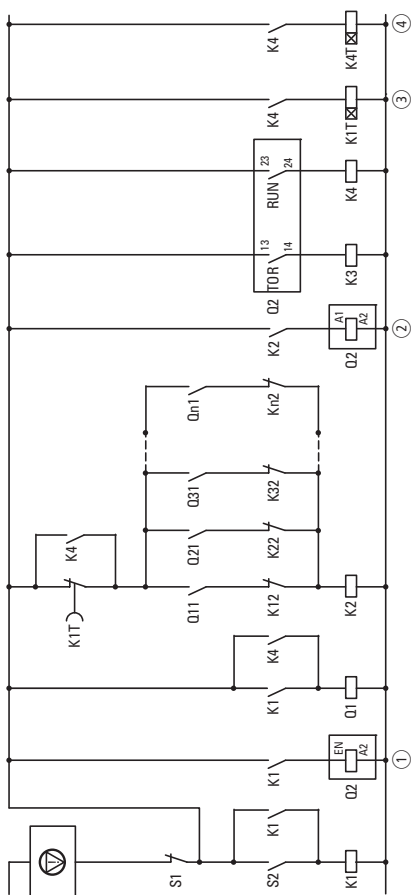 K1T
K4
S1
Q11
Q21
Q31
Qn1
13
23
S2
K1
K1
K1
K4
K12
K22
K32
Kn2
K2
Q2
TOR
RUN
K4
K4
14
24
EN
A1
K1
Q2
A2
Q1
K2
Q2
A2
K3
K4
K1T
K4T
①
②
③
④